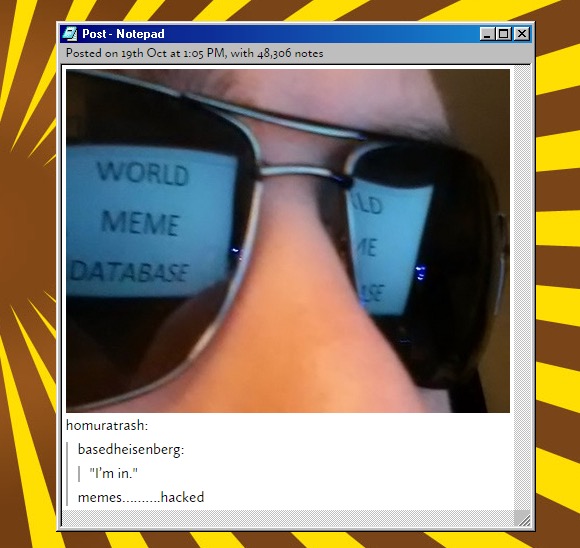 Post - Notepad
Posted on 19th Oct at 1:05 PM, with 48,306 notes
WORLD
MEME
DATABASE
LD
ME
SE
homuratrash:
basedheisenberg:
"I'm in."
memes..........hacked